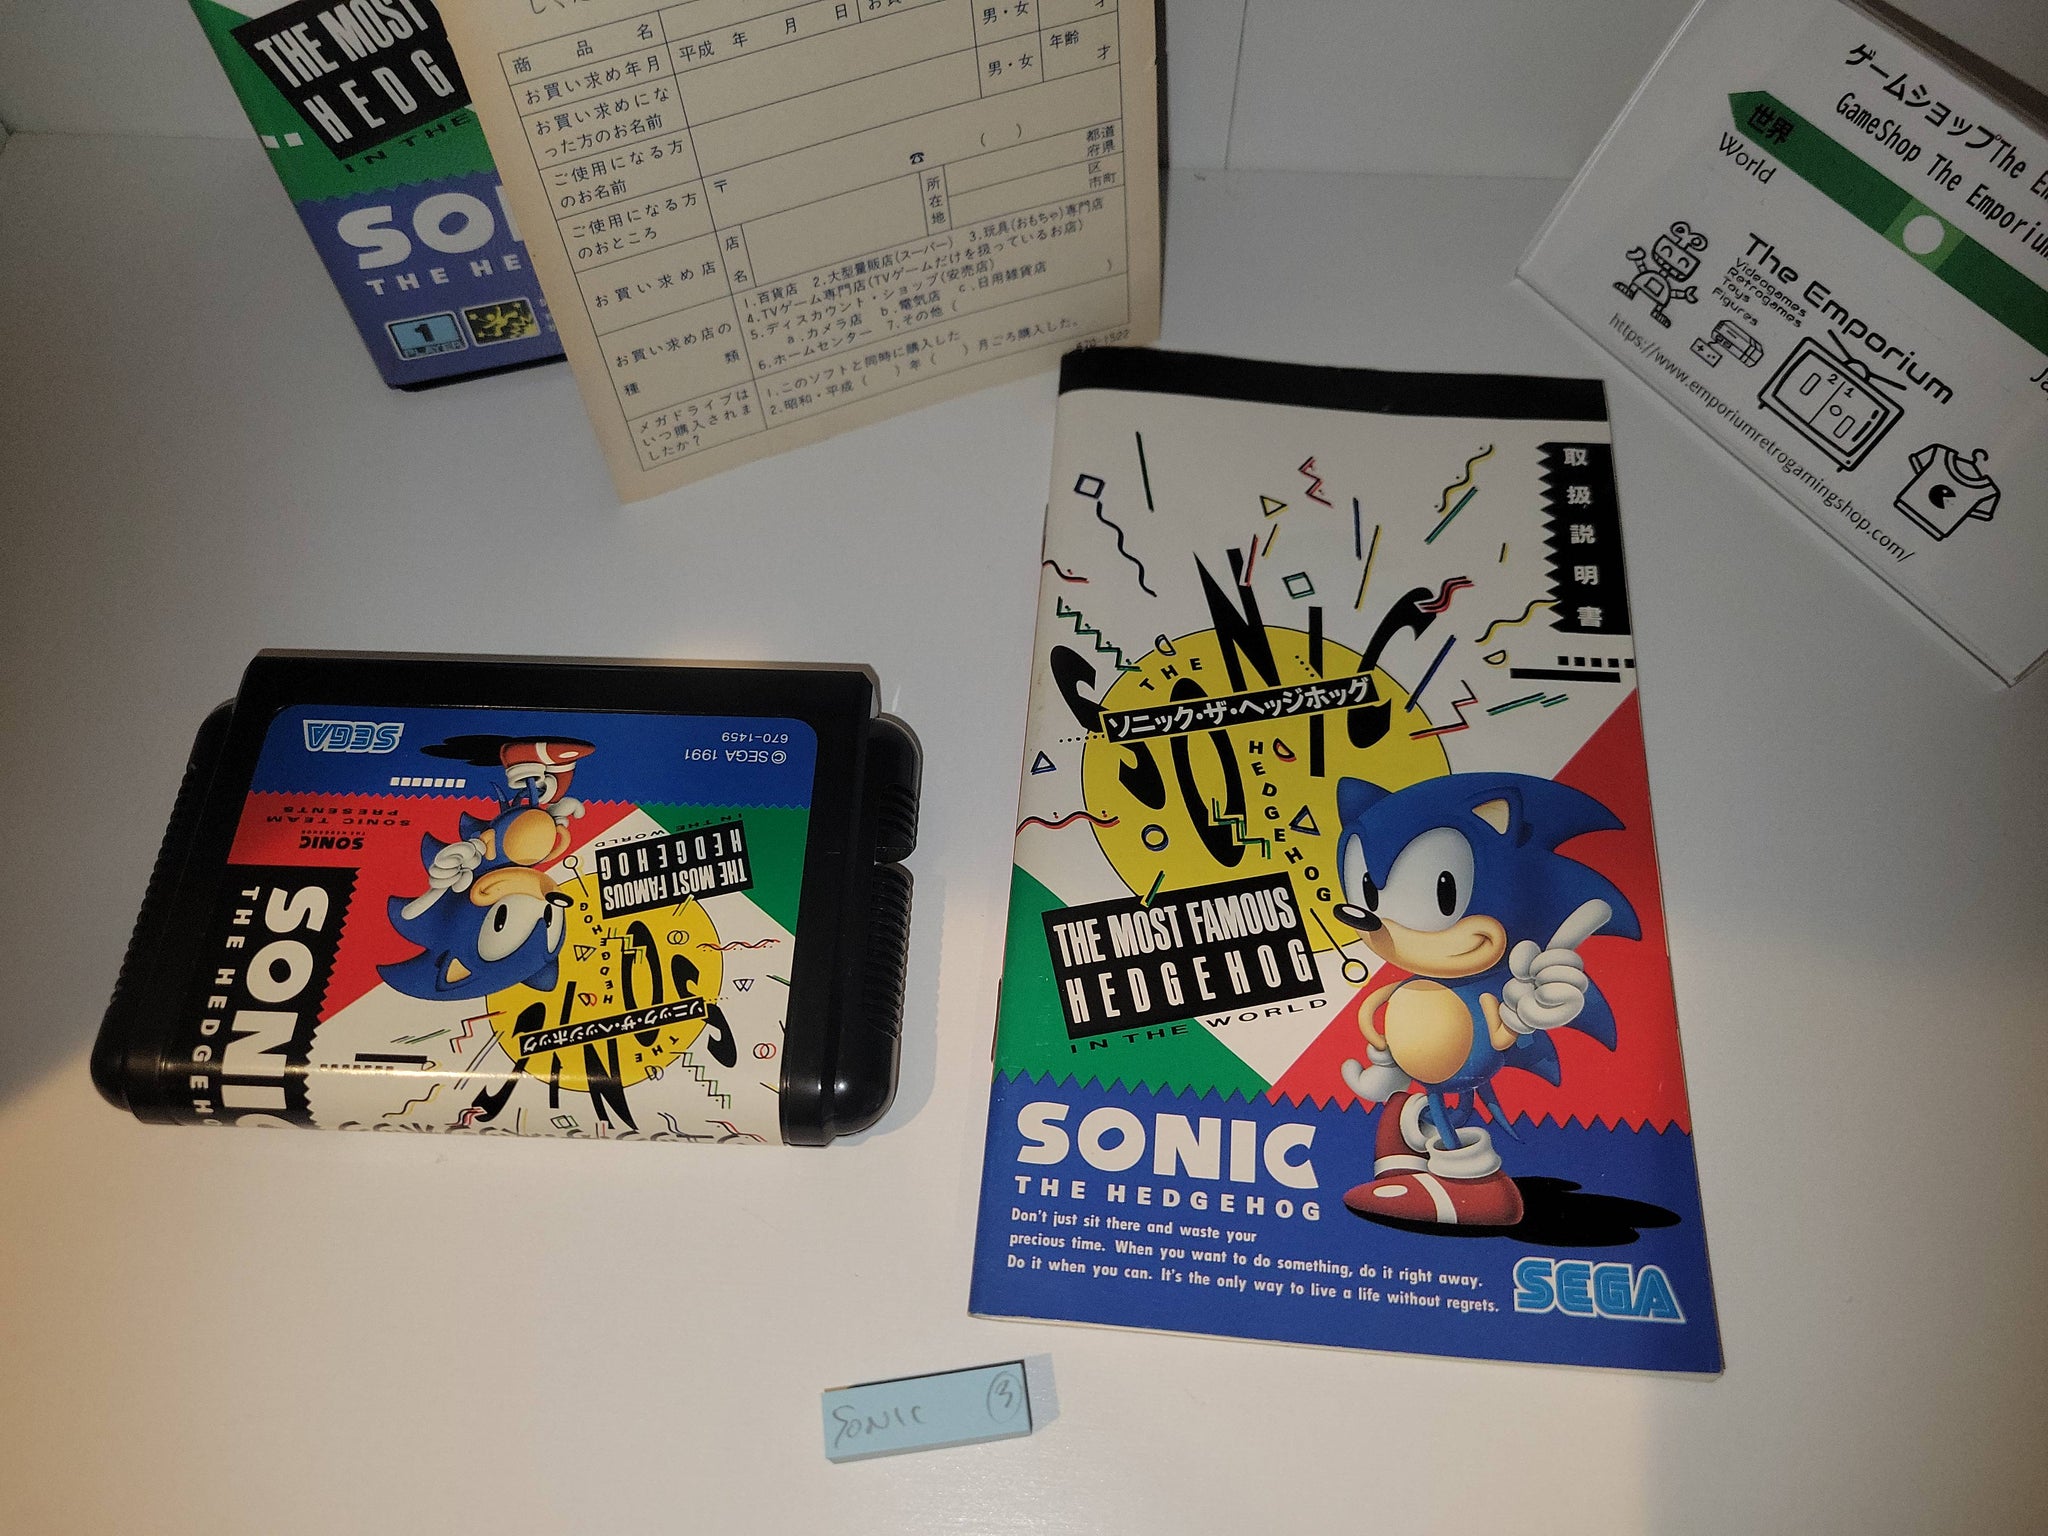 THE MOST
HEDG
IN THE
SO
THE HE
1
PLAYER
商品名
お買い求め年月
平成 年 月 日
お買い求めにな
った方のお名前
男・女
才
ご使用になる方
のお名前
男・女
年齢
才
ご使用になる方
のおところ
〒
☎ ( )
都道
府県
区
市町
お買い求め店
店
名
所在地
お買い求め店の
種類
1.百貨店 2.大型量販店(スーパー) 3.玩具(おもちゃ)専門店
4.TVゲーム専門店(TVゲームだけを扱っているお店)
5.ディスカウント・ショップ(安売店)
a.カメラ店 b.電気店 c.日用雑貨店
6.ホームセンター 7.その他( )
メガドライブは
いつ購入されま
したか?
1.このソフトと同時に購入した
2.昭和・平成( )年( )月ごろ購入した。
670-1522
ゲームショップThe Em
GameShop The Emporium
世界
World
The Emporium
Videogames
Retrogames
Toys
Figures
2 1
https://www.emporiumretrogamingshop.com/
取扱説明書
THE
SONIC
ソニック・ザ・ヘッジホッグ
HEDGEHOG
THE MOST FAMOUS
HEDGEHOG
IN THE WORLD
SONIC
THE HEDGEHOG
Don't just sit there and waste your
precious time. When you want to do something, do it right away.
Do it when you can. It's the only way to live a life without regrets.
SEGA
SEGA
©SEGA 1991
670-1459
SONIC
THE HEDGEHOG
SONIC TEAM
PRESENTS
THE MOST FAMOUS
HEDGEHOG
IN THE WORLD
THE
SONIC
ソニック・ザ・ヘッジホッグ
HEDGEHOG
SONIC
THE HEDGEHO
SONIC ③